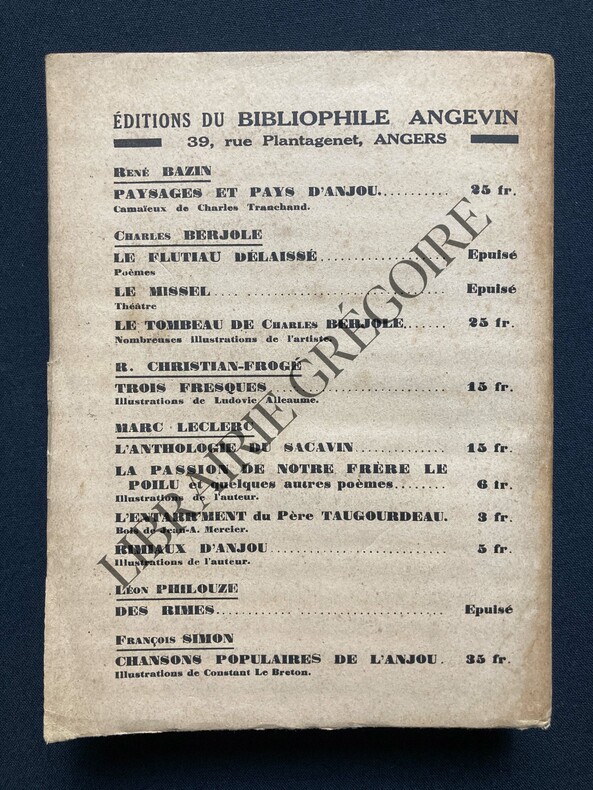 ÉDITIONS DU BIBLIOPHILE ANGEVIN
39, rue Plantagenet, ANGERS
RENÉ BAZIN
PAYSAGES ET PAYS D'ANJOU.......... 25 fr.
Camaïeux de Charles Tranchand.
CHARLES BERJOLE
LE FLUTIAU DÉLAISSÉ.................. Epuisé
Poèmes
LE MISSEL... ............................ Epuisé
Théâtre
LE TOMBEAU DE CHARLES BERJOLE...... 25 fr.
Nombreuses illustrations de l'artiste.
R. CHRISTIAN-FROGÉ
TROIS FRESQUES......................... 15 fr.
Illustrations de Ludovic Alleaume.
MARC LECLERC
L'ANTHOLOGIE DU SACAVIN............. 15 fr.
LA PASSION DE NOTRE FRÈRE LE
POILU et quelques autres poèmes........ 6 fr.
Illustrations de l'auteur.
L'ENTARR'MENT du Père TAUGOURDEAU. 3 fr.
Bois de Jean-A. Mercier.
RIMIAUX D'ANJOU........................ 5 fr.
Illustrations de l'auteur.
LÉON PHILOUZE
DES RIMES................................ Epuisé
FRANÇOIS SIMON
CHANSONS POPULAIRES DE L'ANJOU. 35 fr.
Illustrations de Constant Le Breton.
LIBRAIRIE GRÉGOIRE